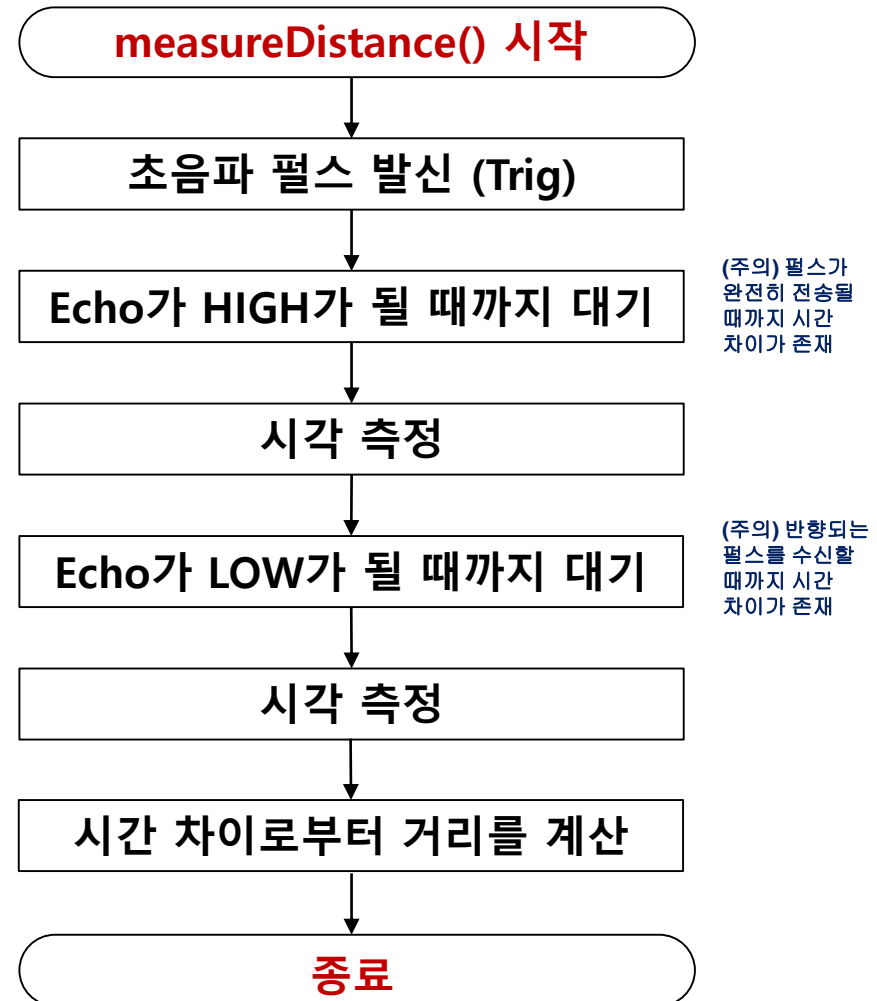 measureDistance() 시작
초음파 펄스 발신 (Trig)
Echo가 HIGH가 될 때까지 대기
(주의) 펄스가
완전히 전송될
때까지 시간
차이가 존재
시각 측정
Echo가 LOW가 될 때까지 대기
(주의) 반향되는
펄스를 수신할
때까지 시간
차이가 존재
시각 측정
시간 차이로부터 거리를 계산
종료